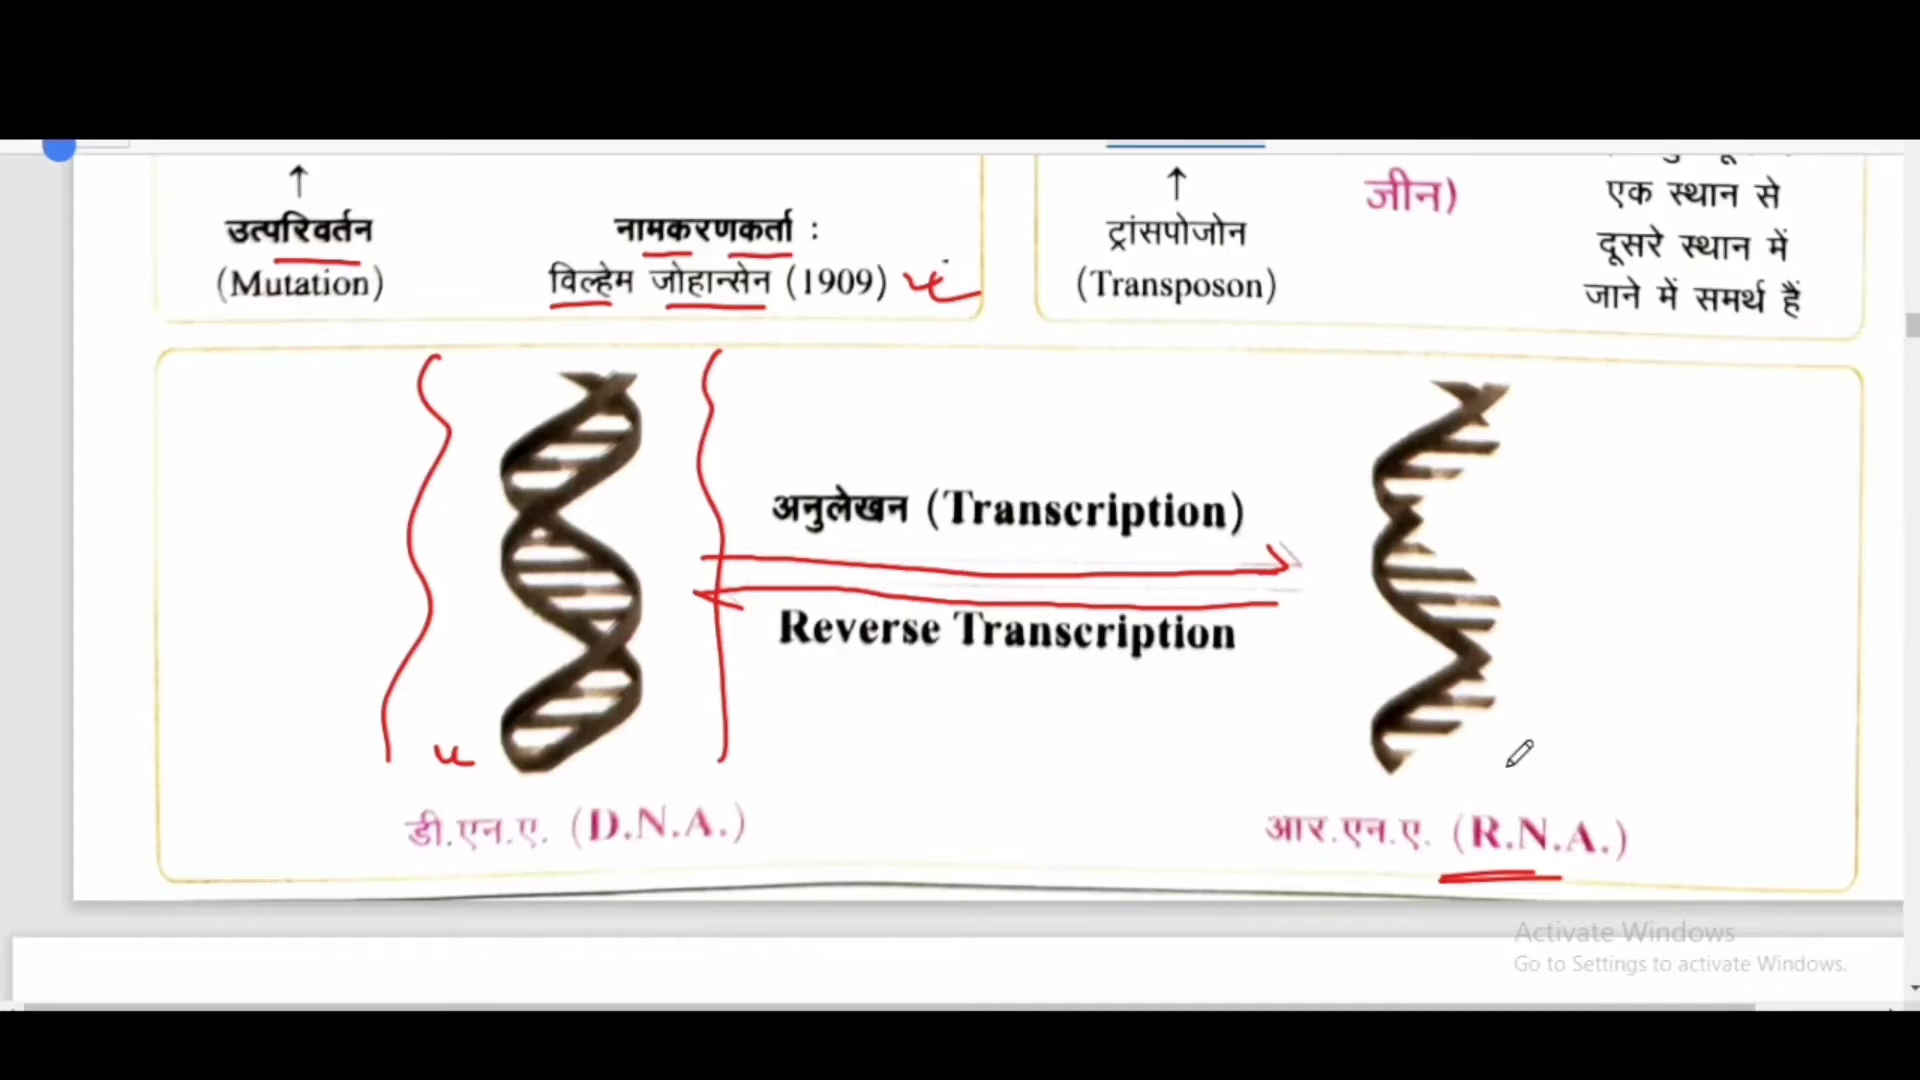 जीन)
एक स्थान से
उत्परिवर्तन
नामकरणकर्ता :
ट्रांसपोजोन
दूसरे स्थान में
(Mutation)
विल्हेम जोहान्सेन (1909)
(Transposon)
जाने में समर्थ हैं
अनुलेखन (Transcription)
Reverse Transcription
डी.एन.ए. (D.N.A.)
आर.एन.ए. (R.N.A.)
Activate Windows
Go to Settings to activate Windows.